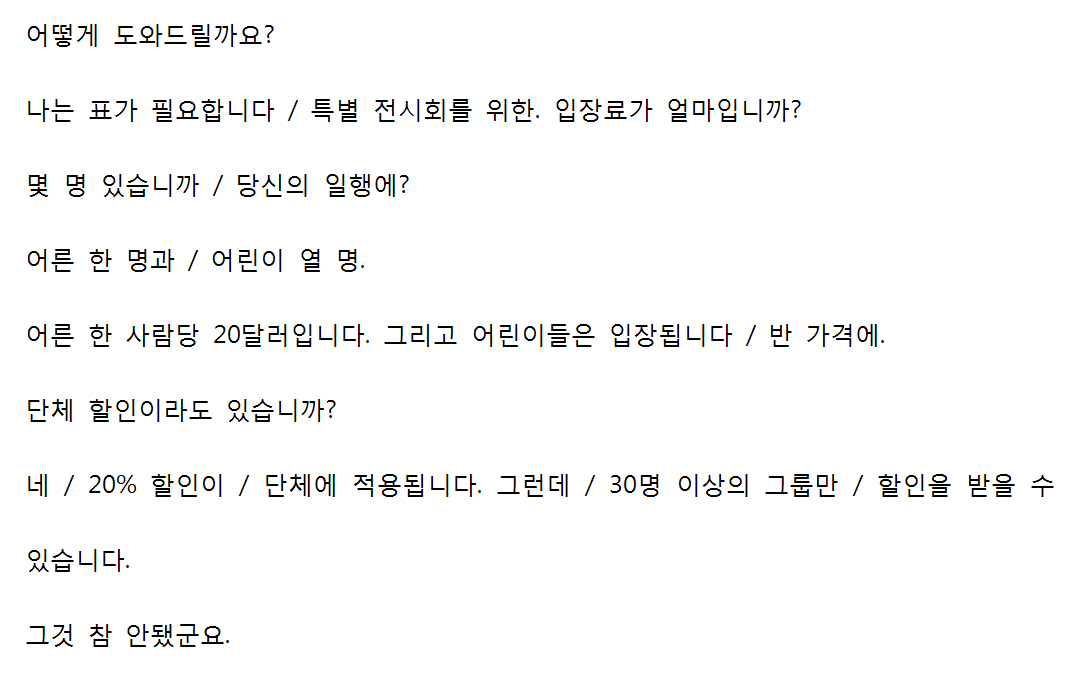 어떻게 도와드릴까요?
나는 표가 필요합니다 / 특별 전시회를 위한. 입장료가 얼마입니까?
몇 명 있습니까 / 당신의 일행에?
어른 한 명과 / 어린이 열 명.
어른 한 사람당 20달러입니다. 그리고 어린이들은 입장됩니다 / 반 가격에.
단체 할인이라도 있습니까?
네 / 20% 할인이 / 단체에 적용됩니다. 그런데 / 30명 이상의 그룹만 / 할인을 받을 수
있습니다.
그것 참 안됐군요.